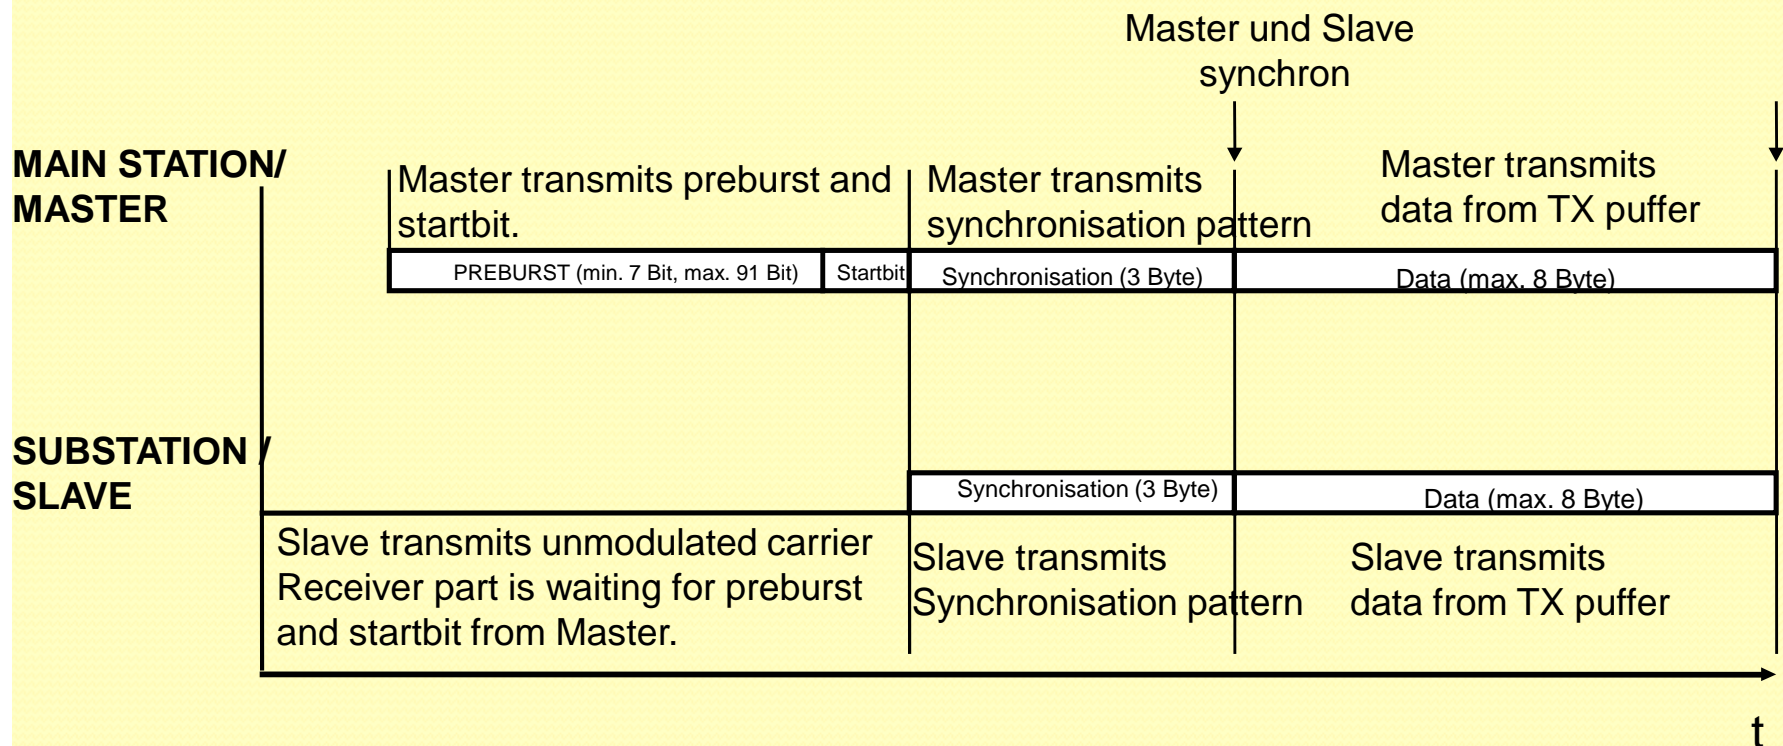 Master und Slave
synchron
MAIN STATION/
MASTER
Master transmits preburst and
startbit.
Master transmits
synchronisation pattern
Master transmits
data from TX puffer
PREBURST (min. 7 Bit, max. 91 Bit)
Startbit
Synchronisation (3 Byte)
Data (max. 8 Byte)
SUBSTATION /
SLAVE
Synchronisation (3 Byte)
Data (max. 8 Byte)
Slave transmits unmodulated carrier
Receiver part is waiting for preburst
and startbit from Master.
Slave transmits
Synchronisation pattern
Slave transmits
data from TX puffer
t